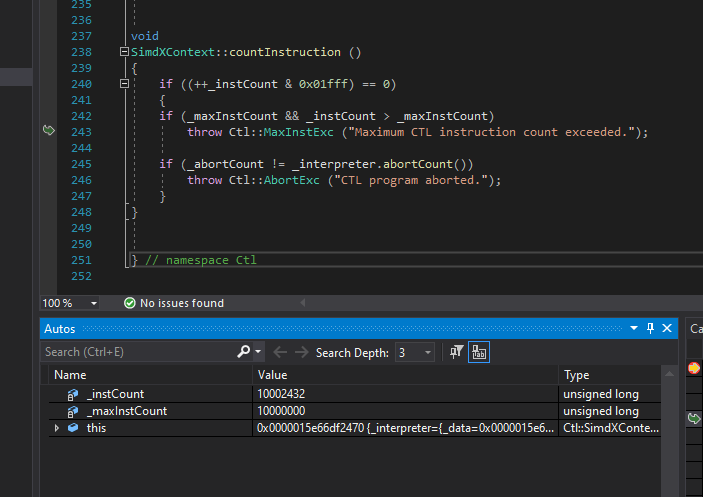 235
236
237 void
238 SimdXContext::countInstruction ()
239 {
240 if ((++_instCount & 0x01fff) == 0)
241 {
242 if (_maxInstCount && _instCount > _maxInstCount)
243 throw Ctl::MaxInstExc ("Maximum CTL instruction count exceeded.");
244
245 if (_abortCount != _interpreter.abortCount())
246 throw Ctl::AbortExc ("CTL program aborted.");
247 }
248 }
249
250
251 } // namespace Ctl
252
100 % No issues found
Autos Ca
Search (Ctrl+E) Search Depth: 3
Name Value Type
_instCount 10002432 unsigned long
_maxInstCount 10000000 unsigned long
this 0x0000015e66df2470 {_interpreter={_data=0x0000015e6... Ctl::SimdXConte...